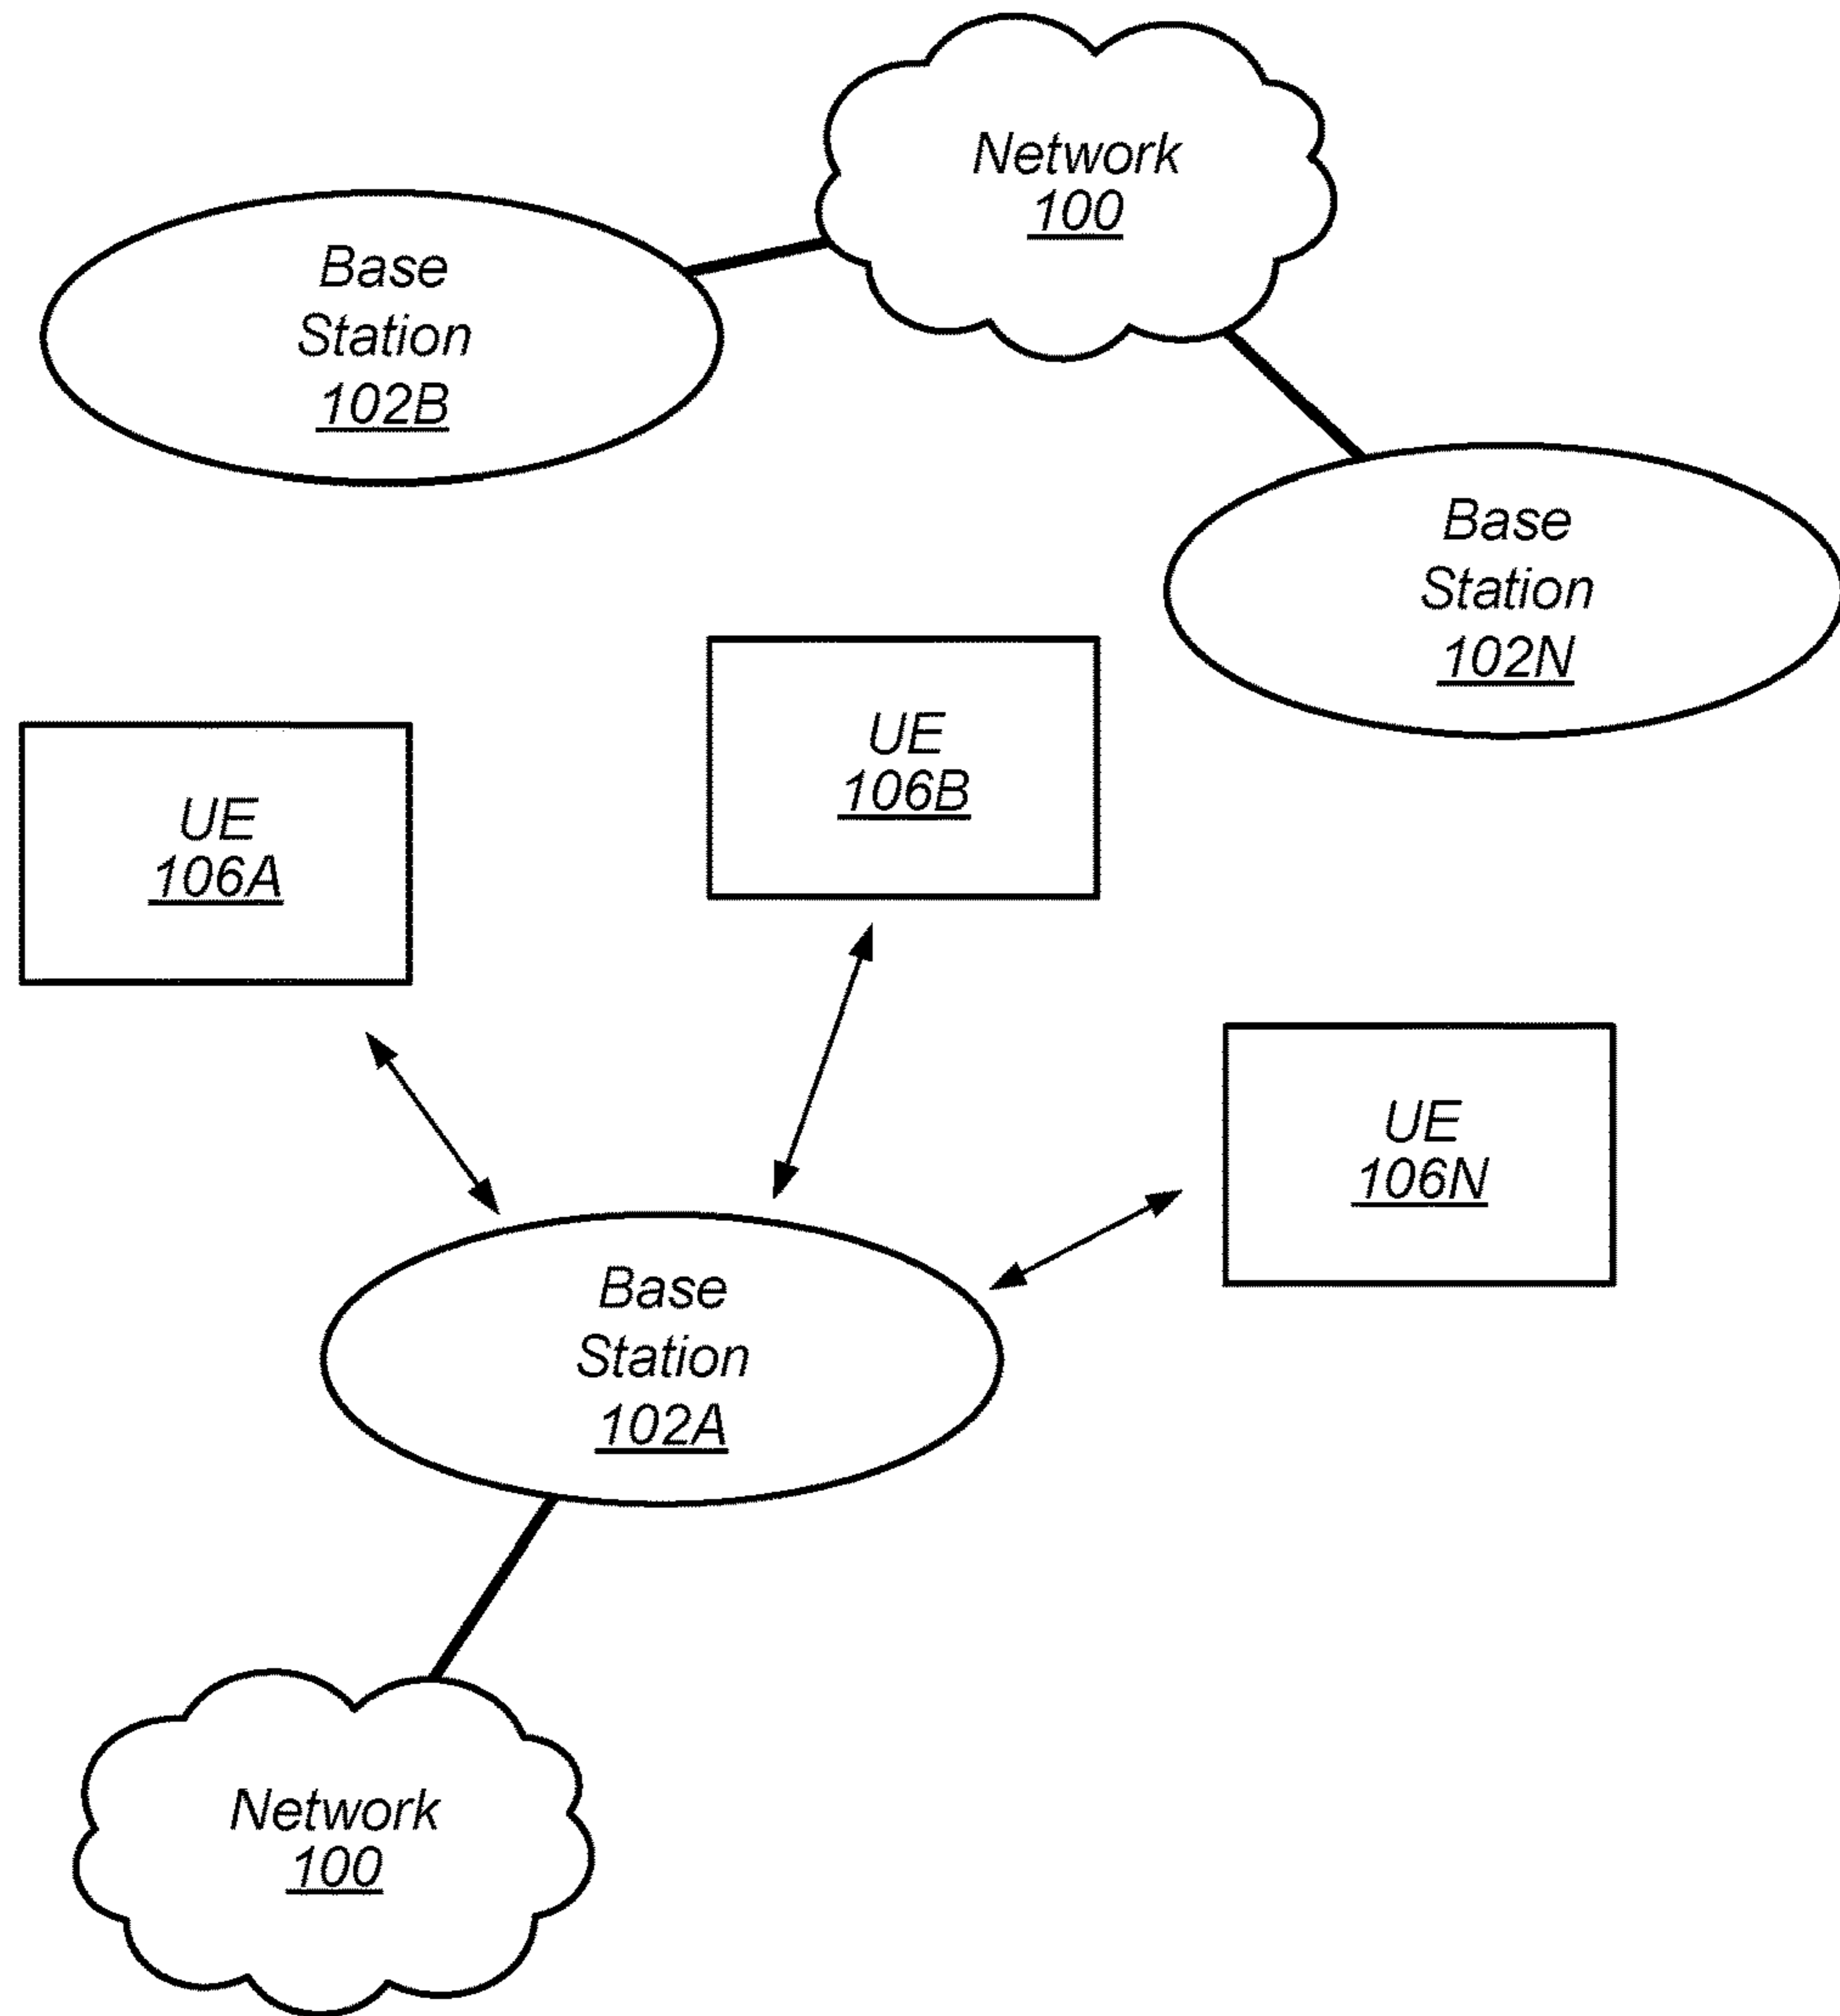 Network
100
Base
Station
102B
Base
Station
102N
UE
106B
UE
106A
UE
106N
Base
Station
102A
Network
100